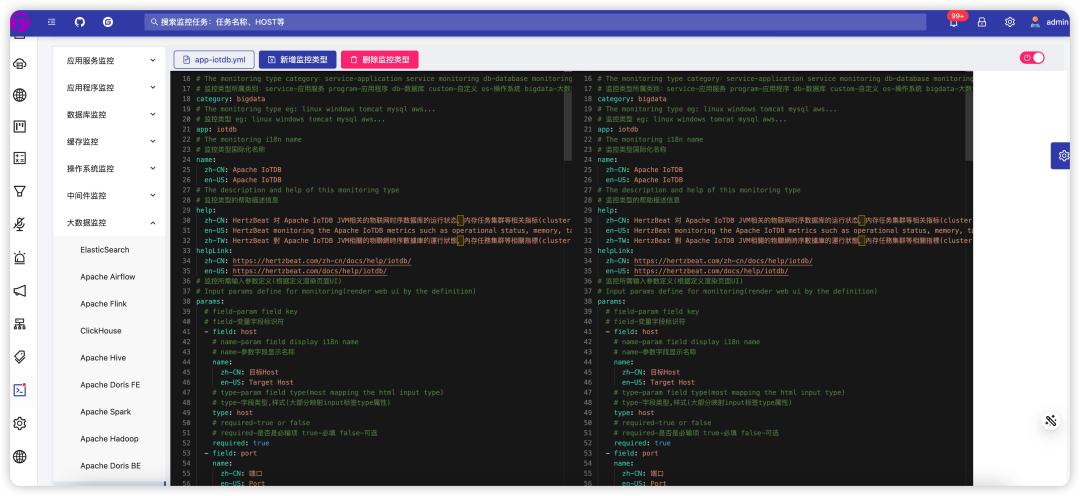 搜索监控任务: 任务名称、HOST等
99+
admin
应用服务监控
应用程序监控
数据库监控
缓存监控
操作系统监控
中间件监控
大数据监控
ElasticSearch
Apache Airflow
Apache Flink
ClickHouse
Apache Hive
Apache Doris FE
Apache Spark
Apache Hadoop
Apache Doris BE
app-iotdb.yml
新增监控类型
删除监控类型
16 # The monitoring type category: service-application service monitoring db-database monitoring
17 # 监控类型所属类别: service-应用服务 program-应用程序 db-数据库 custom-自定义 os-操作系统 bigdata-大数
18 category: bigdata
19 # The monitoring type eg: linux windows tomcat mysql aws...
20 # 监控类型 eg: linux windows tomcat mysql aws...
21 app: iotdb
22 # The monitoring i18n name
23 # 监控类型国际化名称
24 name:
25 zh-CN: Apache IoTDB
26 en-US: Apache IoTDB
27 # The description and help of this monitoring type
28 # 监控类型的帮助描述信息
29 help:
30 zh-CN: HertzBeat 对 Apache IoTDB JVM相关的物联网时序数据库的运行状态，内存任务集群等相关指标(cluster
31 en-US: HertzBeat monitoring the Apache IoTDB metrics such as operational status, memory, ta
32 zh-TW: HertzBeat 對 Apache IoTDB JVM相關的物聯網時序數據庫的運行狀態，內存任務集群等相關指標(cluster
33 helpLink:
34 zh-CN: https://hertzbeat.com/zh-cn/docs/help/iotdb/
35 en-US: https://hertzbeat.com/docs/help/iotdb/
36 # 监控所需输入参数定义(根据定义渲染页面UI)
37 # Input params define for monitoring(render web ui by the definition)
38 params:
39 # field-param field key
40 # field-变量字段标识符
41 - field: host
42 # name-param field display i18n name
43 # name-参数字段显示名称
44 name:
45 zh-CN: 目标Host
46 en-US: Target Host
47 # type-param field type(most mapping the html input type)
48 # type-字段类型,样式(大部分映射input标签type属性)
49 type: host
50 # required-true or false
51 # required-是否是必输项 true-必填 false-可选
52 required: true
53 - field: port
54 name:
55 zh-CN: 端口
56 en-US: Port
16 # The monitoring type category: service-application service monitoring db-database monitoring
17 # 监控类型所属类别: service-应用服务 program-应用程序 db-数据库 custom-自定义 os-操作系统 bigdata-大数
18 category: bigdata
19 # The monitoring type eg: linux windows tomcat mysql aws...
20 # 监控类型 eg: linux windows tomcat mysql aws...
21 app: iotdb
22 # The monitoring i18n name
23 # 监控类型国际化名称
24 name:
25 zh-CN: Apache IoTDB
26 en-US: Apache IoTDB
27 # The description and help of this monitoring type
28 # 监控类型的帮助描述信息
29 help:
30 zh-CN: HertzBeat 对 Apache IoTDB JVM相关的物联网时序数据库的运行状态，内存任务集群等相关指标(cluster
31 en-US: HertzBeat monitoring the Apache IoTDB metrics such as operational status, memory, ta
32 zh-TW: HertzBeat 對 Apache IoTDB JVM相關的物聯網時序數據庫的運行狀態，內存任務集群等相關指標(cluster
33 helpLink:
34 zh-CN: https://hertzbeat.com/zh-cn/docs/help/iotdb/
35 en-US: https://hertzbeat.com/docs/help/iotdb/
36 # 监控所需输入参数定义(根据定义渲染页面UI)
37 # Input params define for monitoring(render web ui by the definition)
38 params:
39 # field-param field key
40 # field-变量字段标识符
41 - field: host
42 # name-param field display i18n name
43 # name-参数字段显示名称
44 name:
45 zh-CN: 目标Host
46 en-US: Target Host
47 # type-param field type(most mapping the html input type)
48 # type-字段类型,样式(大部分映射input标签type属性)
49 type: host
50 # required-true or false
51 # required-是否是必输项 true-必填 false-可选
52 required: true
53 - field: port
54 name:
55 zh-CN: 端口
56 en-US: Port